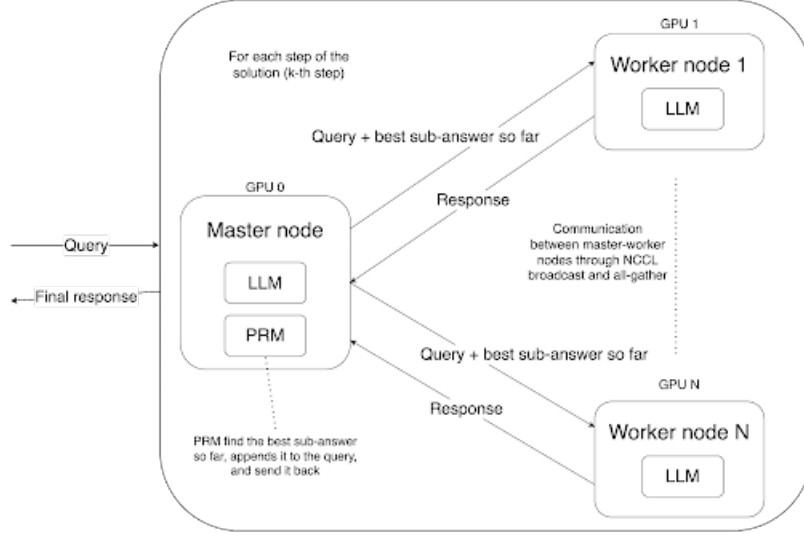 GPU 1
For each step of the
solution (k-th step)
Worker node 1
LLM
Query + best sub-answer so far
GPU 0
Response
Master node
Communication
between master-worker
nodes through NCCL
broadcast and all-gather
Query
LLM
Final response
PRM
Query + best sub-answer so far
GPU N
Response
PRM find the best sub-answer
so far, appends it to the query,
and send it back
Worker node N
LLM